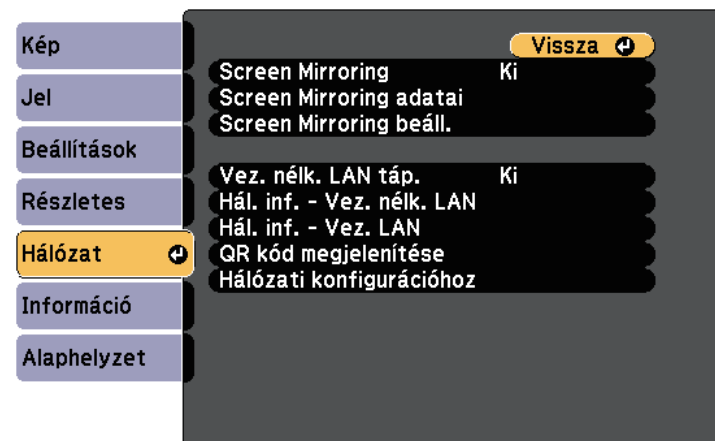 Kép
Jel
Beállítások
Részletes
Hálózat
Információ
Alaphelyzet
Vissza
Screen Mirroring Ki
Screen Mirroring adatai
Screen Mirroring beáll.
Vez. nélk. LAN táp. Ki
Hál. inf. - Vez. nélk. LAN
Hál. inf. - Vez. LAN
QR kód megjelenítése
Hálózati konfigurációhoz